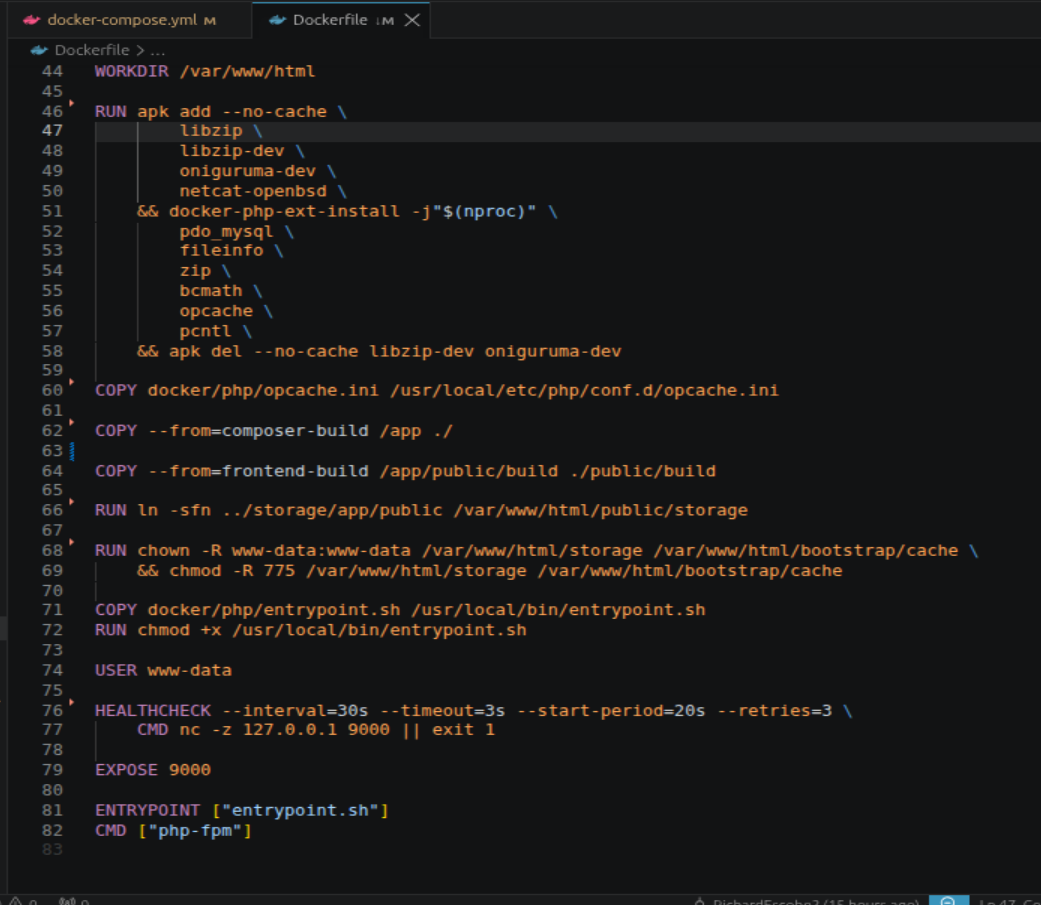 docker-compose.yml M
Dockerfile ↓M
Dockerfile > ...
44 WORKDIR /var/www/html
45
46 RUN apk add --no-cache \
47 libzip \
48 libzip-dev \
49 oniguruma-dev \
50 netcat-openbsd \
51 && docker-php-ext-install -j"$(nproc)" \
52 pdo_mysql \
53 fileinfo \
54 zip \
55 bcmath \
56 opcache \
57 pcntl \
58 && apk del --no-cache libzip-dev oniguruma-dev
59
60 COPY docker/php/opcache.ini /usr/local/etc/php/conf.d/opcache.ini
61
62 COPY --from=composer-build /app ./
63
64 COPY --from=frontend-build /app/public/build ./public/build
65
66 RUN ln -sfn ../storage/app/public /var/www/html/public/storage
67
68 RUN chown -R www-data:www-data /var/www/html/storage /var/www/html/bootstrap/cache \
69 && chmod -R 775 /var/www/html/storage /var/www/html/bootstrap/cache
70
71 COPY docker/php/entrypoint.sh /usr/local/bin/entrypoint.sh
72 RUN chmod +x /usr/local/bin/entrypoint.sh
73
74 USER www-data
75
76 HEALTHCHECK --interval=30s --timeout=3s --start-period=20s --retries=3 \
77 CMD nc -z 127.0.0.1 9000 || exit 1
78
79 EXPOSE 9000
80
81 ENTRYPOINT ["entrypoint.sh"]
82 CMD ["php-fpm"]
83
(15 hours ago) Ln 47,